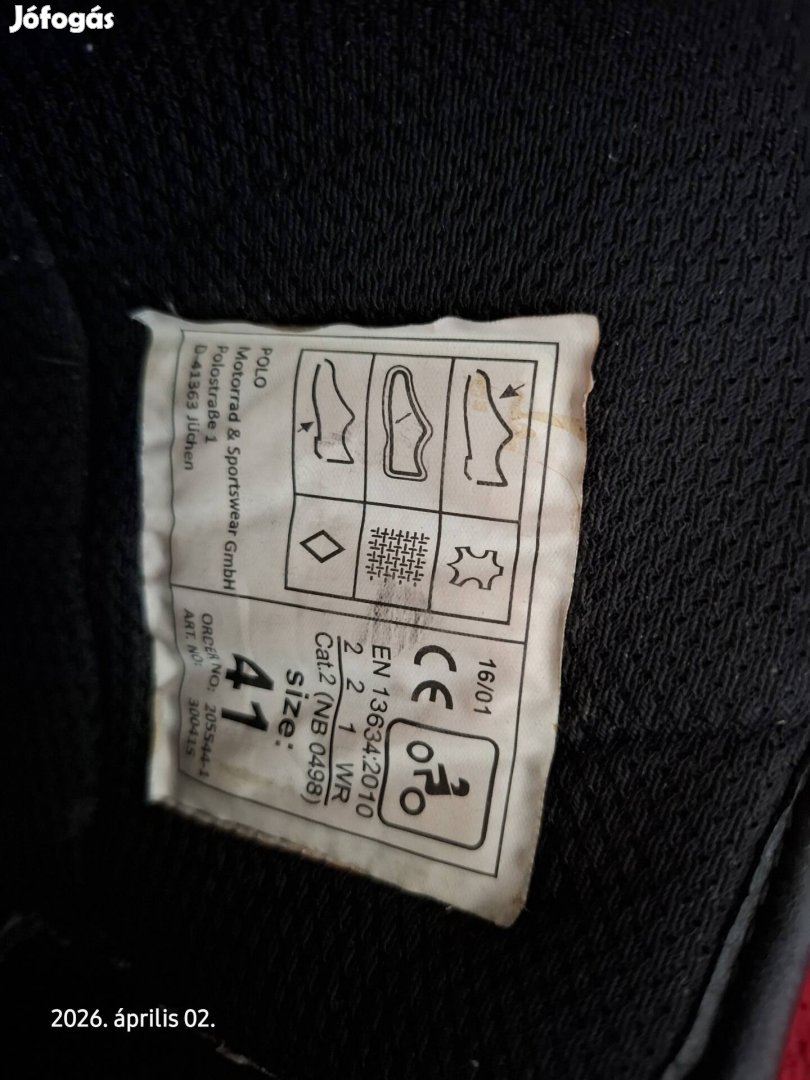 Jófogás
POLO
Motorrad & Sportswear GmbH
Polostraße 1
D-41363 Jüchen
16/01
CE
EN 13634:2010
2 2 1 WR
Cat.2 (NB 0498)
size:
41
ORDER NO: 205544-1
ART. NO: 300415
2026. április 02.